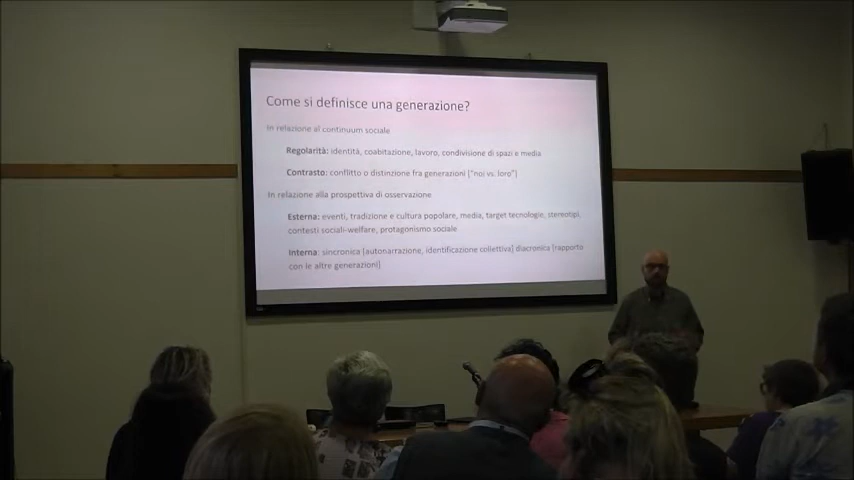 Come si definisce una generazione?
In relazione al continuum sociale
Regolarità: identità, coabitazione, lavoro, condivisione di spazi e media
Contrasto: conflitto o distinzione fra generazioni ("noi vs. loro")
In relazione alla prospettiva di osservazione
Esterna: eventi, tradizione e cultura popolare, media, target tecnologie, stereotipi,
contesti sociali-welfare, protagonismo sociale
Interna: sincronica [autonarrazione, identificazione collettiva] diacronica [rapporto
con le altre generazioni]